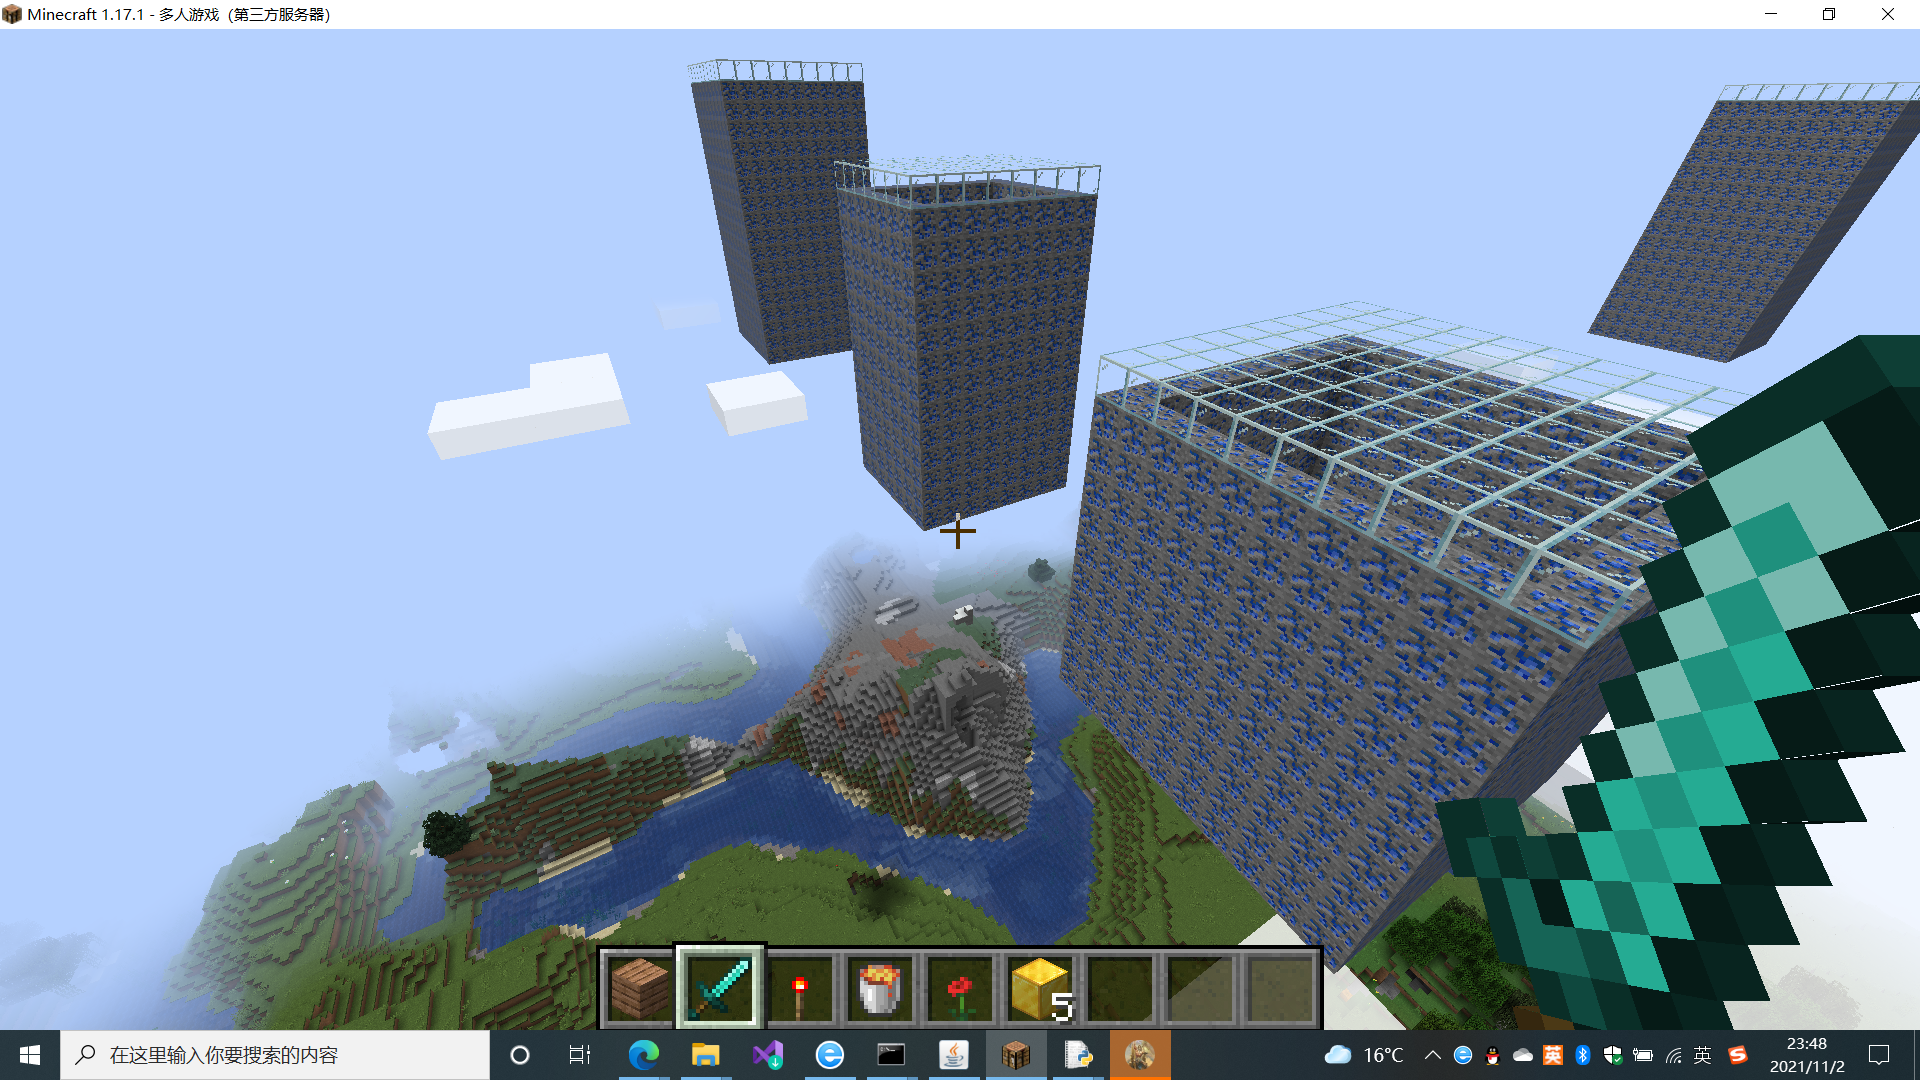 Minecraft 1.17.1 - 多人游戏（第三方服务器）
5
在这里输入你要搜索的内容
16°C
英
英
23:48
2021/11/2